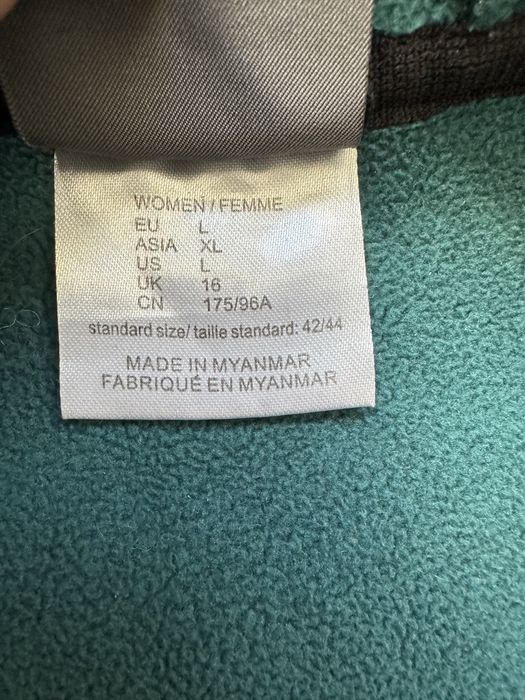 WOMEN / FEMME
EU L
ASIA XL
US L
UK 16
CN 175/96A
standard size/ taille standard: 42/44
MADE IN MYANMAR
FABRIQUÉ EN MYANMAR